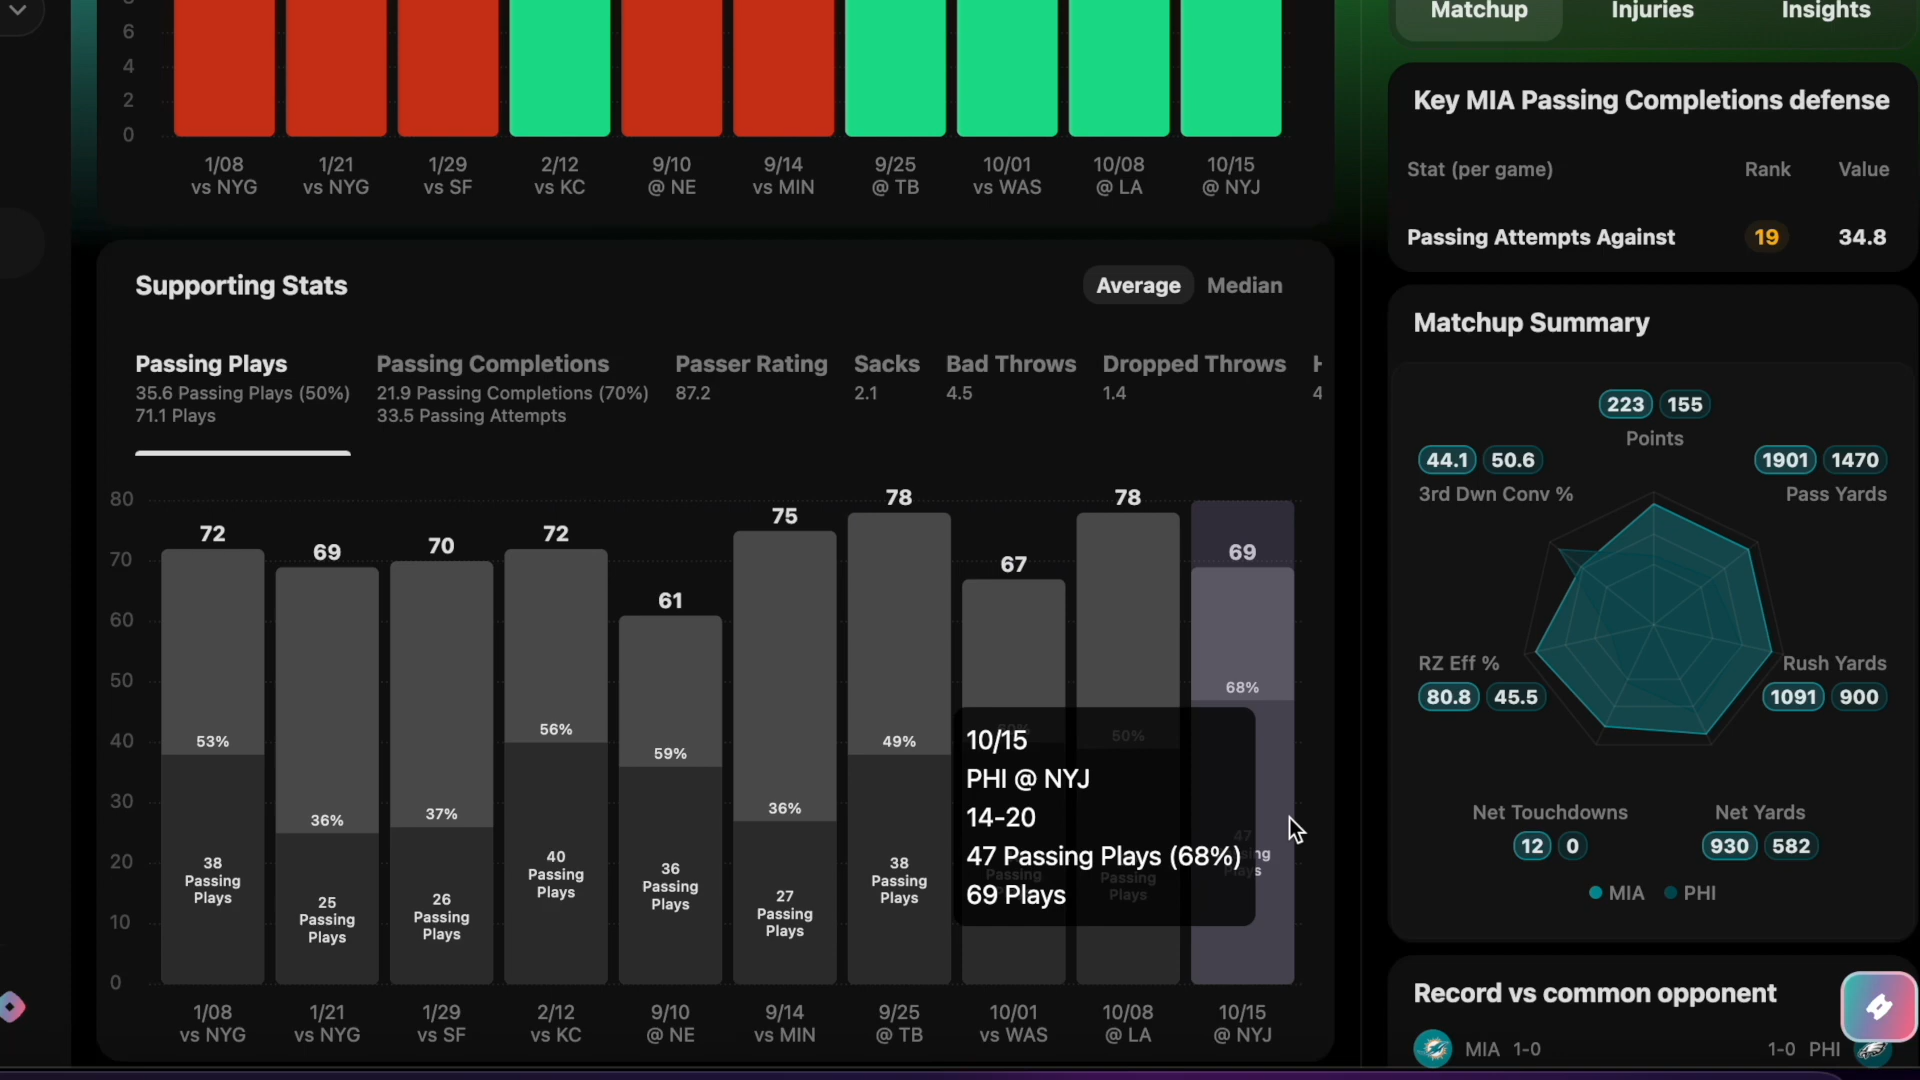 8
6
4
2
0
1/08
vs NYG
1/21
vs NYG
1/29
vs SF
2/12
vs KC
9/10
@ NE
9/14
vs MIN
9/25
@ TB
10/01
vs WAS
10/08
@ LA
10/15
@ NYJ
Supporting Stats
Average
Median
Passing Plays
35.6 Passing Plays (50%)
71.1 Plays
Passing Completions
21.9 Passing Completions (70%)
33.5 Passing Attempts
Passer Rating
87.2
Sacks
2.1
Bad Throws
4.5
Dropped Throws
1.4
4
80
70
60
50
40
30
20
10
0
72
53%
38
Passing
Plays
69
36%
25
Passing
Plays
70
37%
26
Passing
Plays
72
56%
40
Passing
Plays
61
59%
36
Passing
Plays
75
36%
27
Passing
Plays
78
49%
38
Passing
Plays
67
Passing
Plays
78
50%
Passing
Plays
69
68%
47
10/15
PHI @ NYJ
14-20
47 Passing Plays (68%)
69 Plays
1/08
vs NYG
1/21
vs NYG
1/29
vs SF
2/12
vs KC
9/10
@ NE
9/14
vs MIN
9/25
@ TB
10/01
vs WAS
10/08
@ LA
10/15
@ NYJ
Matchup
Injuries
Insights
Key MIA Passing Completions defense
Stat (per game)
Rank
Value
Passing Attempts Against
19
34.8
Matchup Summary
223 155
Points
44.1 50.6
3rd Dwn Conv %
1901 1470
Pass Yards
RZ Eff %
80.8 45.5
Rush Yards
1091 900
Net Touchdowns
12 0
Net Yards
930 582
MIA
PHI
Record vs common opponent
MIA 1-0
1-0 PHI